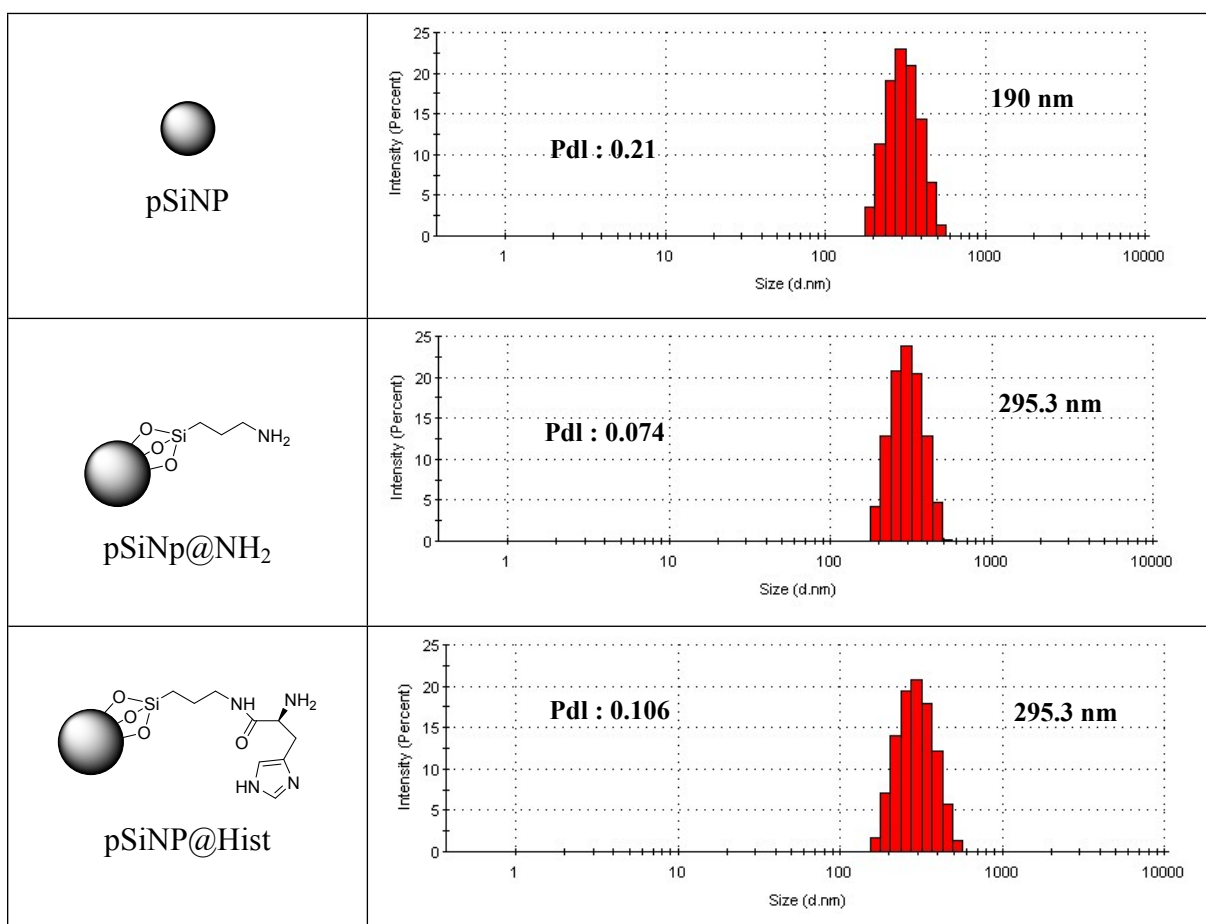 pSiNP
Intensity (Percent)
25
20
15
10
5
0
1
10
100
1000
10000
Size (d.nm)
PdI : 0.21
190 nm
O
O
O
Si
NH₂
pSiNp@NH₂
Intensity (Percent)
25
20
15
10
5
0
1
10
100
1000
10000
Size (d.nm)
PdI : 0.074
295.3 nm
O
O
O
Si
NH
NH₂
O
HN
N
pSiNP@Hist
Intensity (Percent)
25
20
15
10
5
0
1
10
100
1000
10000
Size (d.nm)
PdI : 0.106
295.3 nm